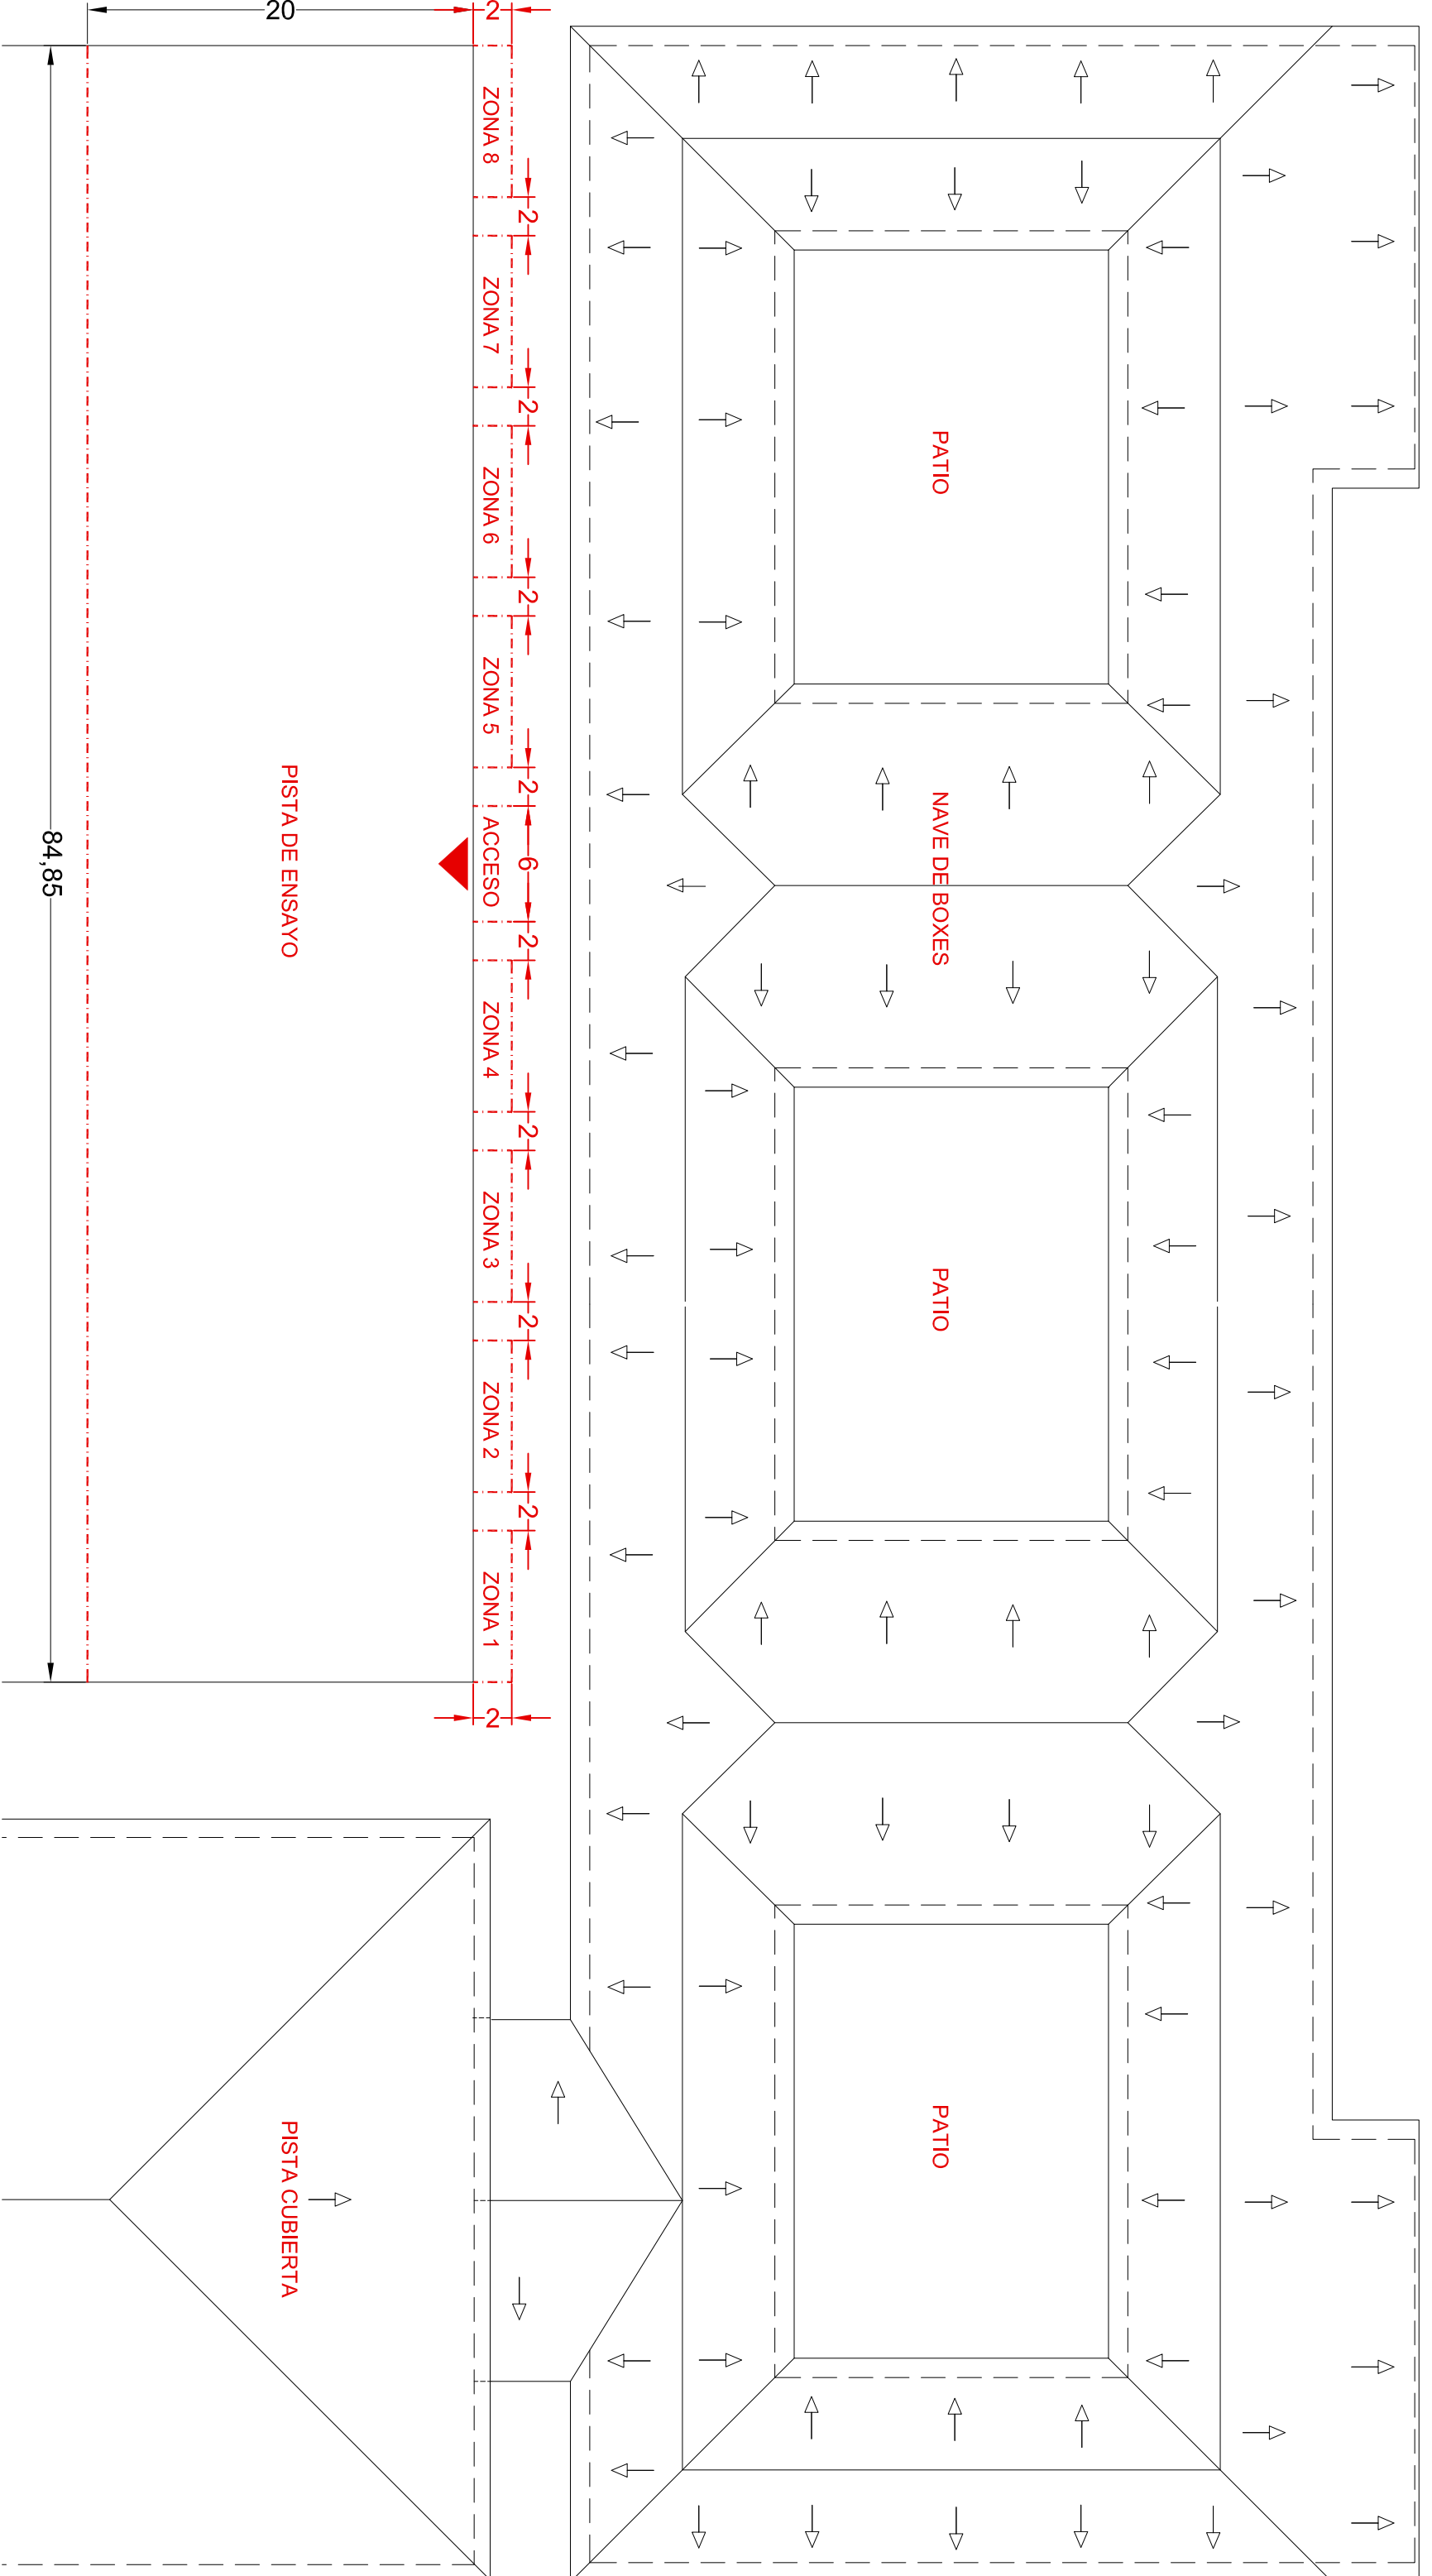 20
2
ZONA 8
2
ZONA 7
2
ZONA 6
2
ZONA 5
2
ACCESO
6
2
ZONA 4
2
ZONA 3
2
ZONA 2
2
ZONA 1
2
84,85
PISTA DE ENSAYO
PATIO
NAVE DE BOXES
PATIO
PATIO
PISTA CUBIERTA